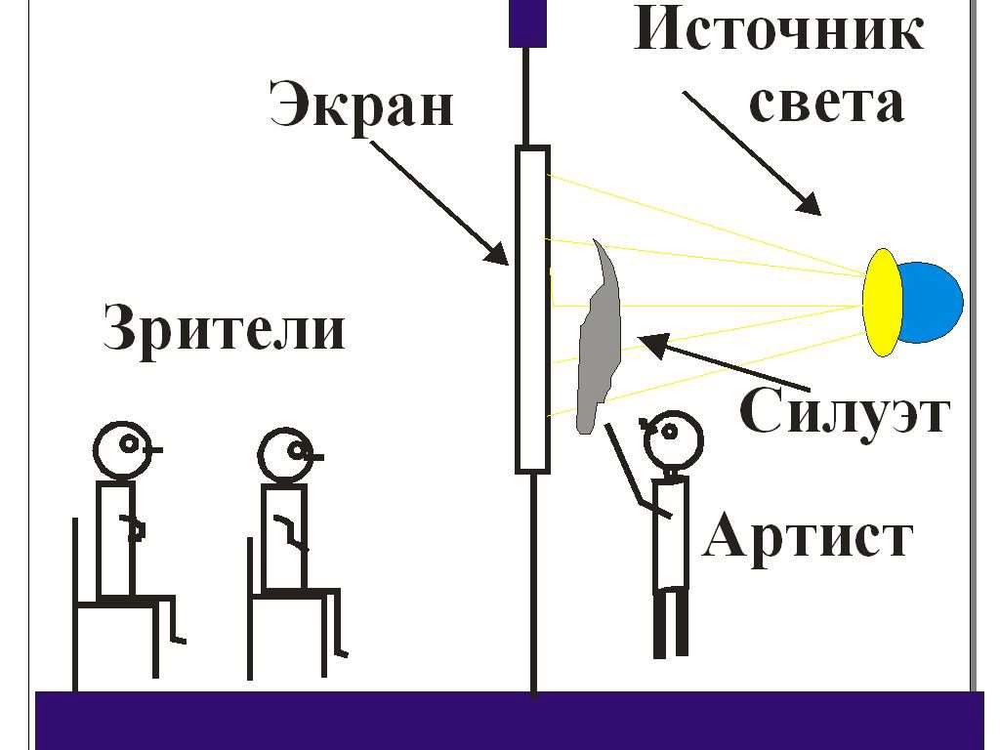 Источник
света
Экран
Зрители
Силуэт
Артист